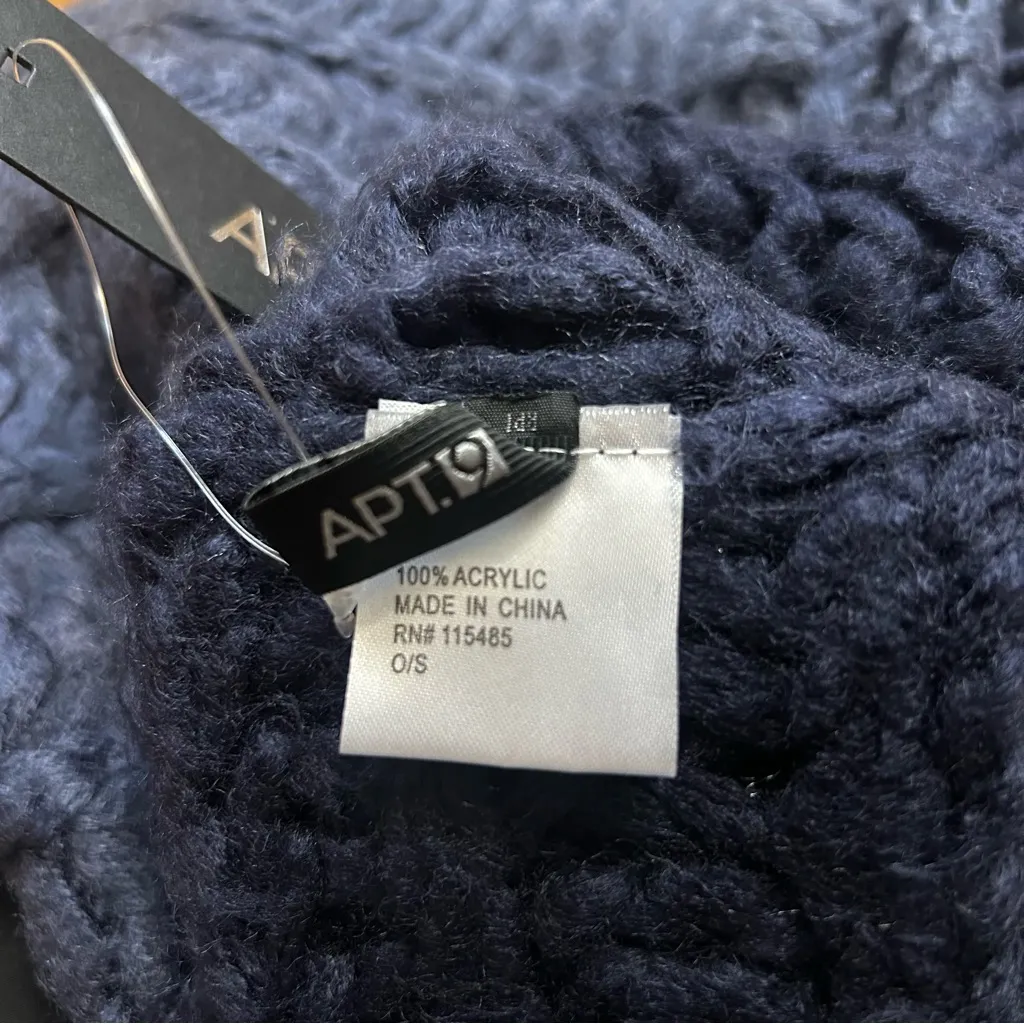 A
APT.9
100% ACRYLIC
MADE IN CHINA
RN# 115485
O/S